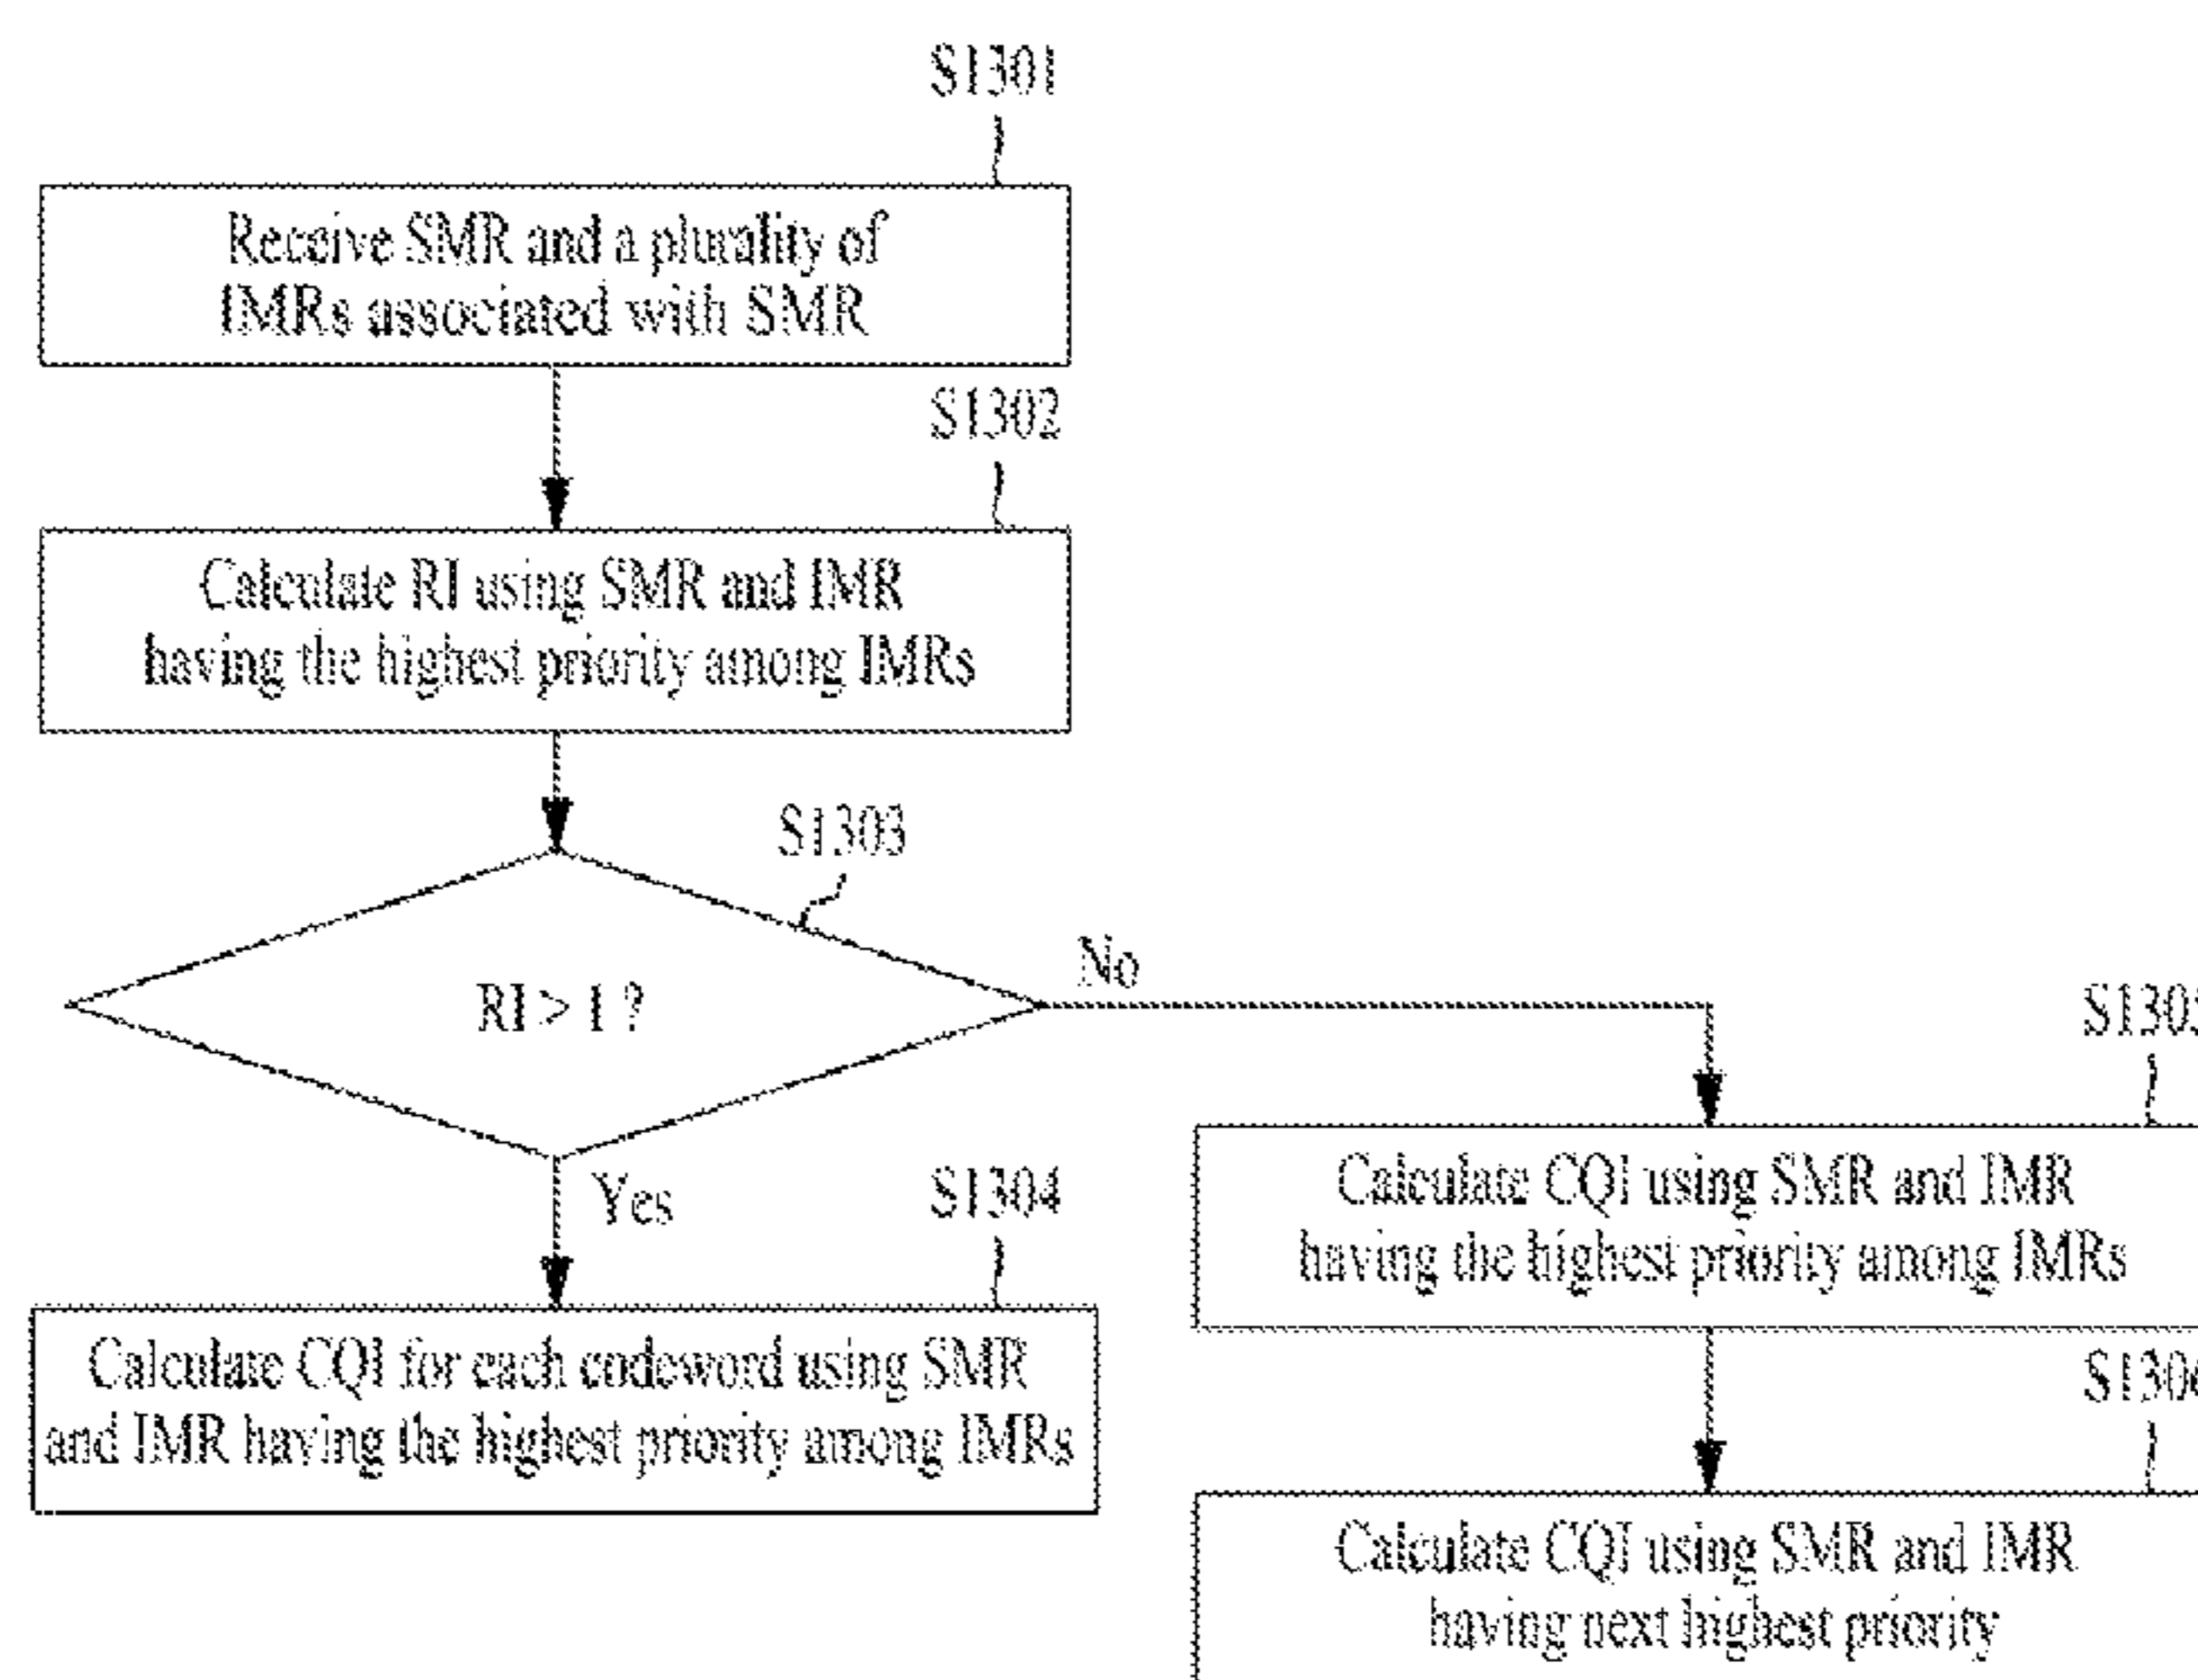 S1301
Receive SMR and a plurality of
IMRs associated with SMR
S1302
Calculate RI using SMR and IMR
having the highest priority among IMRs
S1303
RI > 1 ?
No
Yes
S1304
Calculate CQI for each codeword using SMR
and IMR having the highest priority among IMRs
S1305
Calculate CQI using SMR and IMR
having the highest priority among IMRs
S1306
Calculate CQI using SMR and IMR
having next highest priority